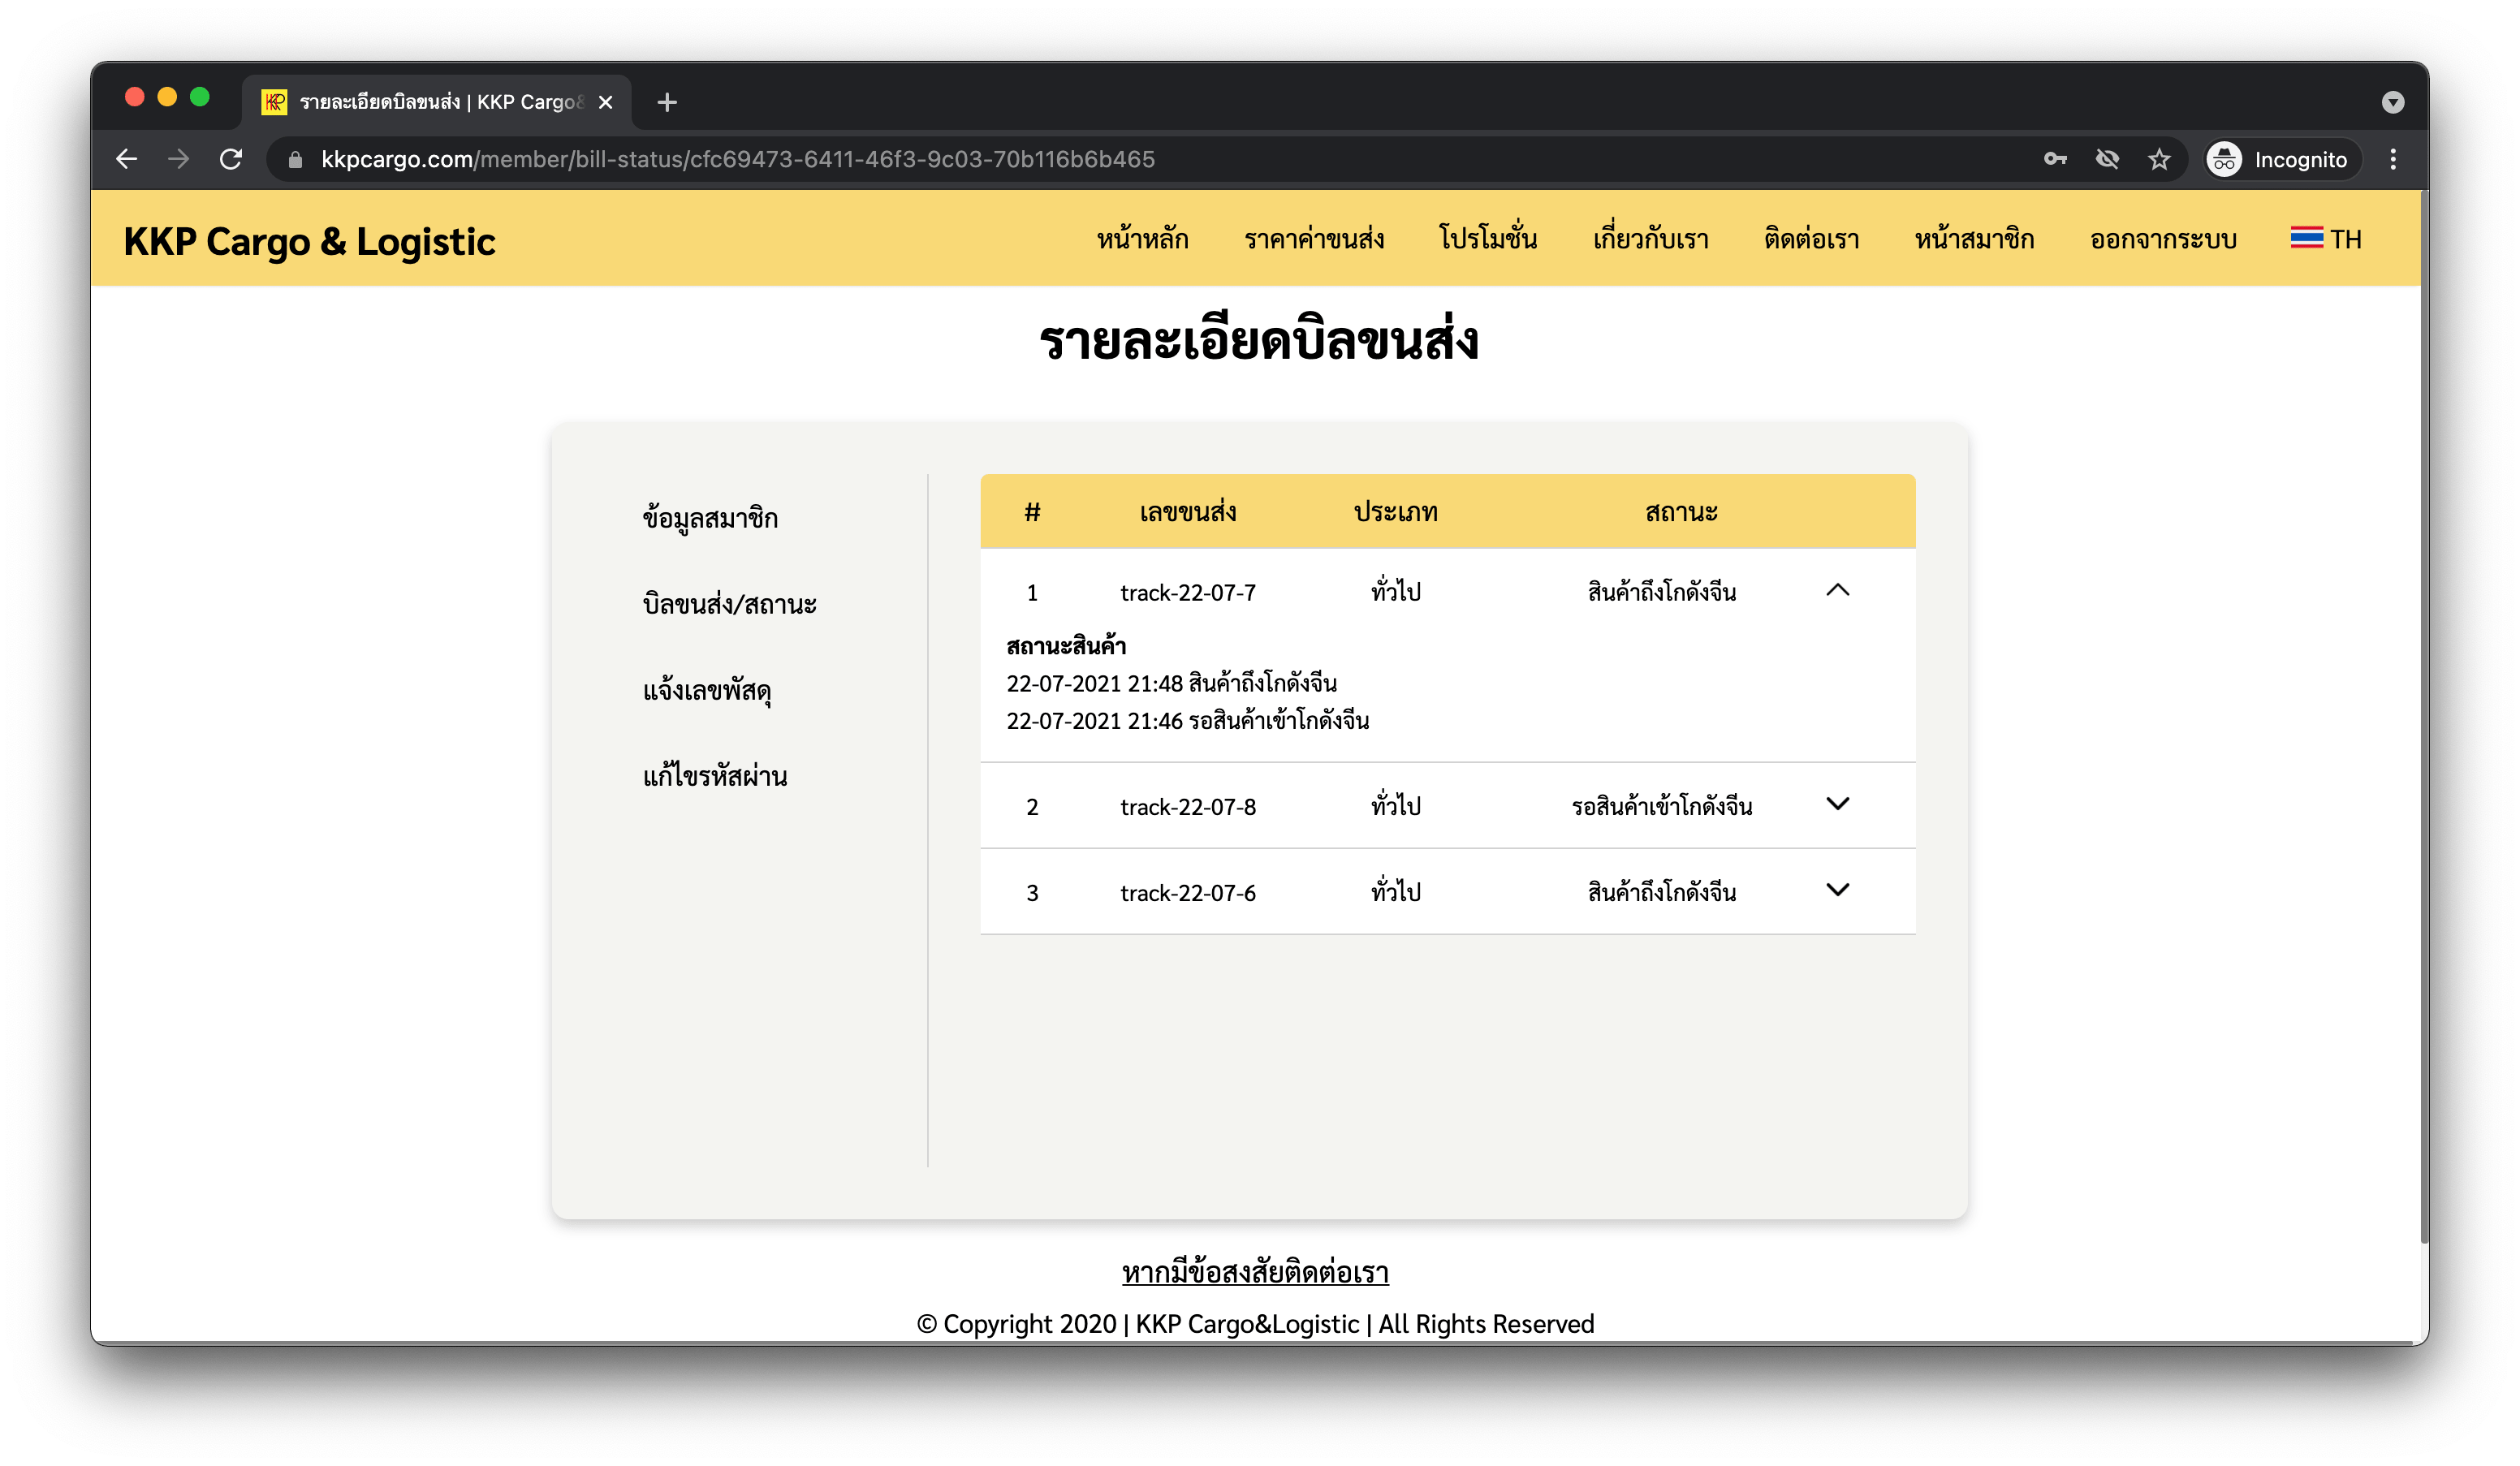 รายละเอียดบิลขนส่ง | KKP Cargo&
kkpcargo.com/member/bill-status/cfc69473-6411-46f3-9c03-70b116b6b465
Incognito
KKP Cargo & Logistic
หน้าหลัก ราคาค่าขนส่ง โปรโมชั่น เกี่ยวกับเรา ติดต่อเรา หน้าสมาชิก ออกจากระบบ TH
รายละเอียดบิลขนส่ง
ข้อมูลสมาชิก
บิลขนส่ง/สถานะ
แจ้งเลขพัสดุ
แก้ไขรหัสผ่าน
# เลขขนส่ง ประเภท สถานะ
1 track-22-07-7 ทั่วไป สินค้าถึงโกดังจีน
สถานะสินค้า
22-07-2021 21:48 สินค้าถึงโกดังจีน
22-07-2021 21:46 รอสินค้าเข้าโกดังจีน
2 track-22-07-8 ทั่วไป รอสินค้าเข้าโกดังจีน
3 track-22-07-6 ทั่วไป สินค้าถึงโกดังจีน
หากมีข้อสงสัยติดต่อเรา
© Copyright 2020 | KKP Cargo&Logistic | All Rights Reserved